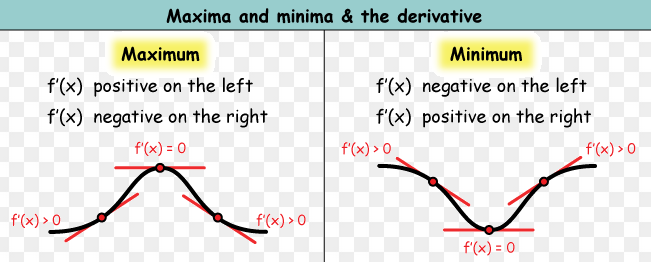 Maxima and minima & the derivative
Maximum
f'(x) positive on the left
f'(x) negative on the right
f'(x) = 0
f'(x) > 0
f'(x) > 0
Minimum
f'(x) negative on the left
f'(x) positive on the right
f'(x) > 0
f'(x) > 0
f'(x) = 0